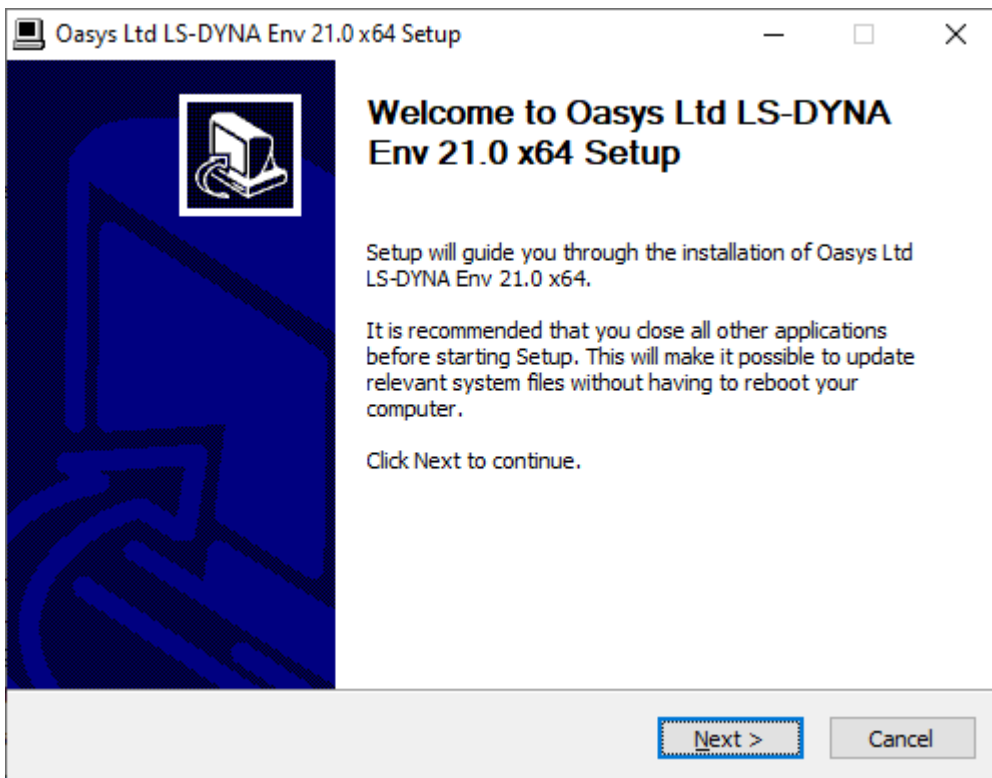 Oasys Ltd LS-DYNA Env 21.0 x64 Setup
Welcome to Oasys Ltd LS-DYNA
Env 21.0 x64 Setup
Setup will guide you through the installation of Oasys Ltd
LS-DYNA Env 21.0 x64.
It is recommended that you close all other applications
before starting Setup. This will make it possible to update
relevant system files without having to reboot your
computer.
Click Next to continue.
Next >
Cancel